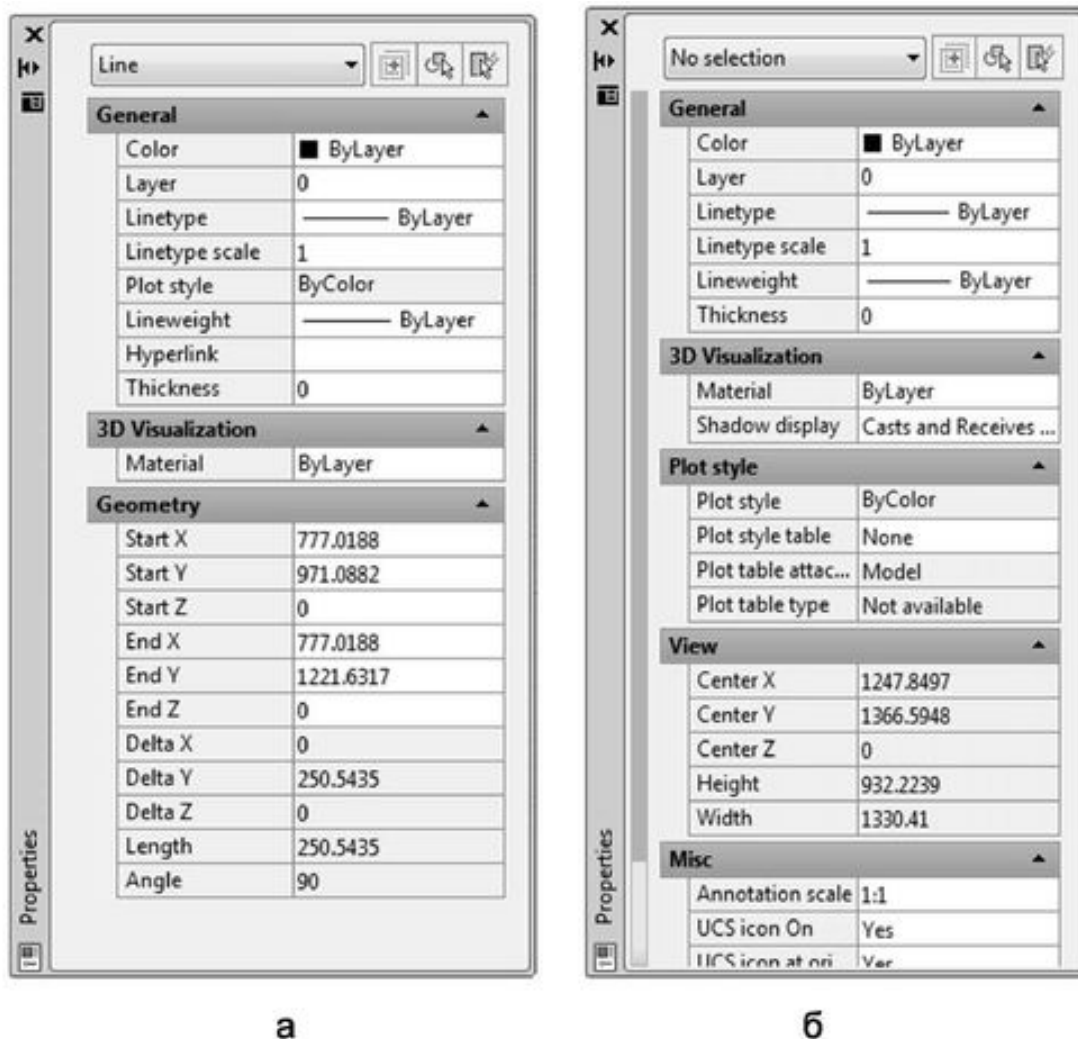 Line
General
Color ByLayer
Layer 0
Linetype ByLayer
Linetype scale 1
Plot style ByColor
Lineweight ByLayer
Hyperlink
Thickness 0
3D Visualization
Material ByLayer
Geometry
Start X 777.0188
Start Y 971.0882
Start Z 0
End X 777.0188
End Y 1221.6317
End Z 0
Delta X 0
Delta Y 250.5435
Delta Z 0
Length 250.5435
Angle 90
Properties
а
No selection
General
Color ByLayer
Layer 0
Linetype ByLayer
Linetype scale 1
Lineweight ByLayer
Thickness 0
3D Visualization
Material ByLayer
Shadow display Casts and Receives ...
Plot style
Plot style ByColor
Plot style table None
Plot table attac... Model
Plot table type Not available
View
Center X 1247.8497
Center Y 1366.5948
Center Z 0
Height 932.2239
Width 1330.41
Misc
Annotation scale 1:1
UCS icon On Yes
UCS icon at ori Yes
Properties
б